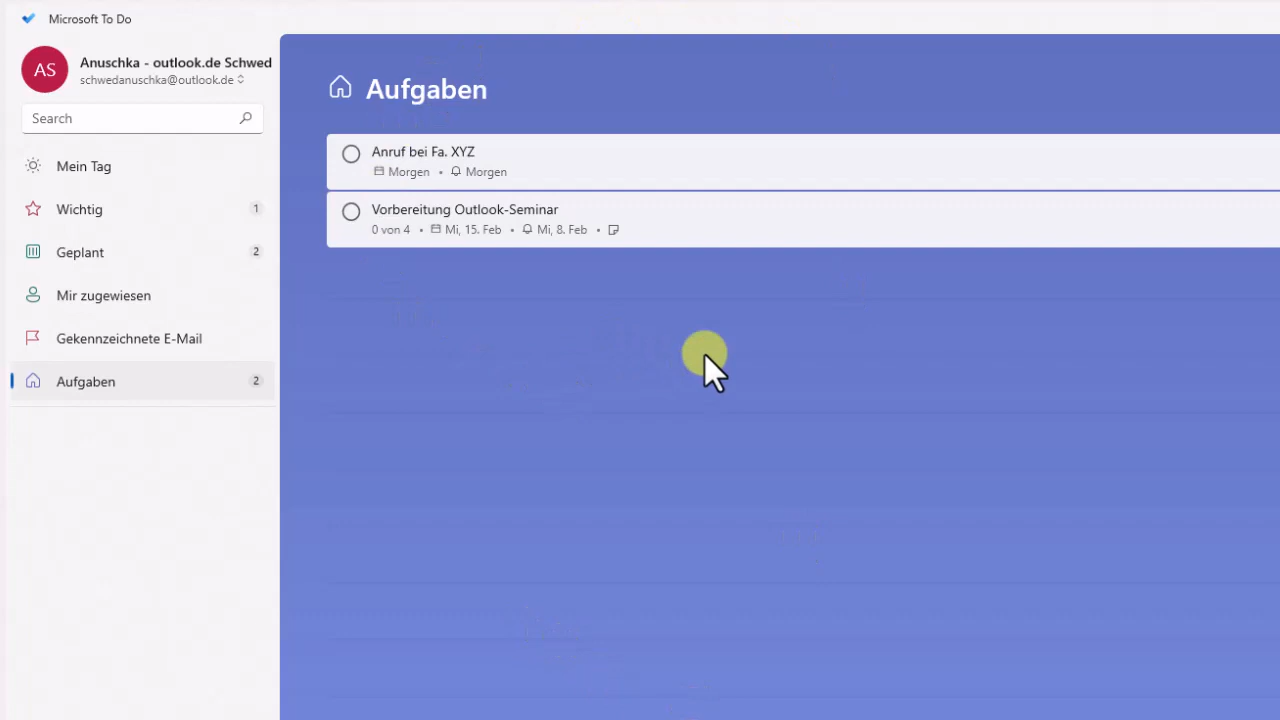 Microsoft To Do
AS
Anuschka - outlook.de Schwed
schwedanuschka@outlook.de
Search
Mein Tag
Wichtig 1
Geplant 2
Mir zugewiesen
Gekennzeichnete E-Mail
Aufgaben 2
Aufgaben
Anruf bei Fa. XYZ
Morgen • Morgen
Vorbereitung Outlook-Seminar
0 von 4 • Mi, 15. Feb • Mi, 8. Feb •